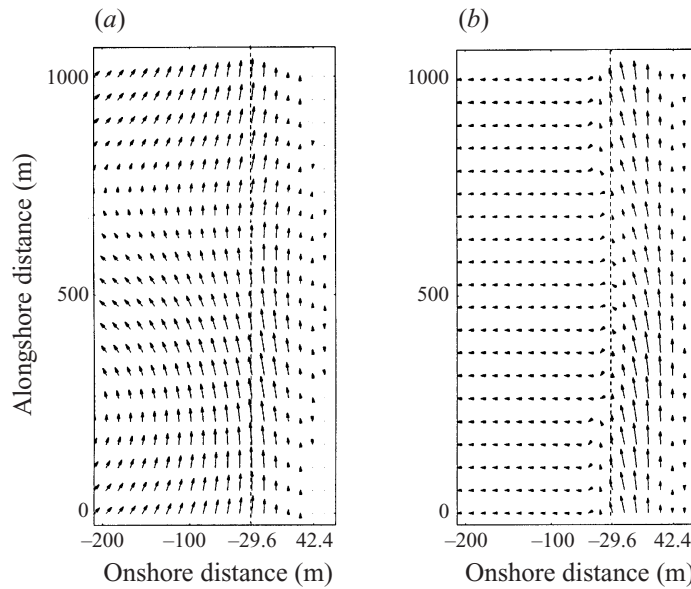 (a)
(b)
Alongshore distance (m)
1000
500
0
–200
–100
–29.6
42.4
Onshore distance (m)
1000
500
0
–200
–100
–29.6
42.4
Onshore distance (m)